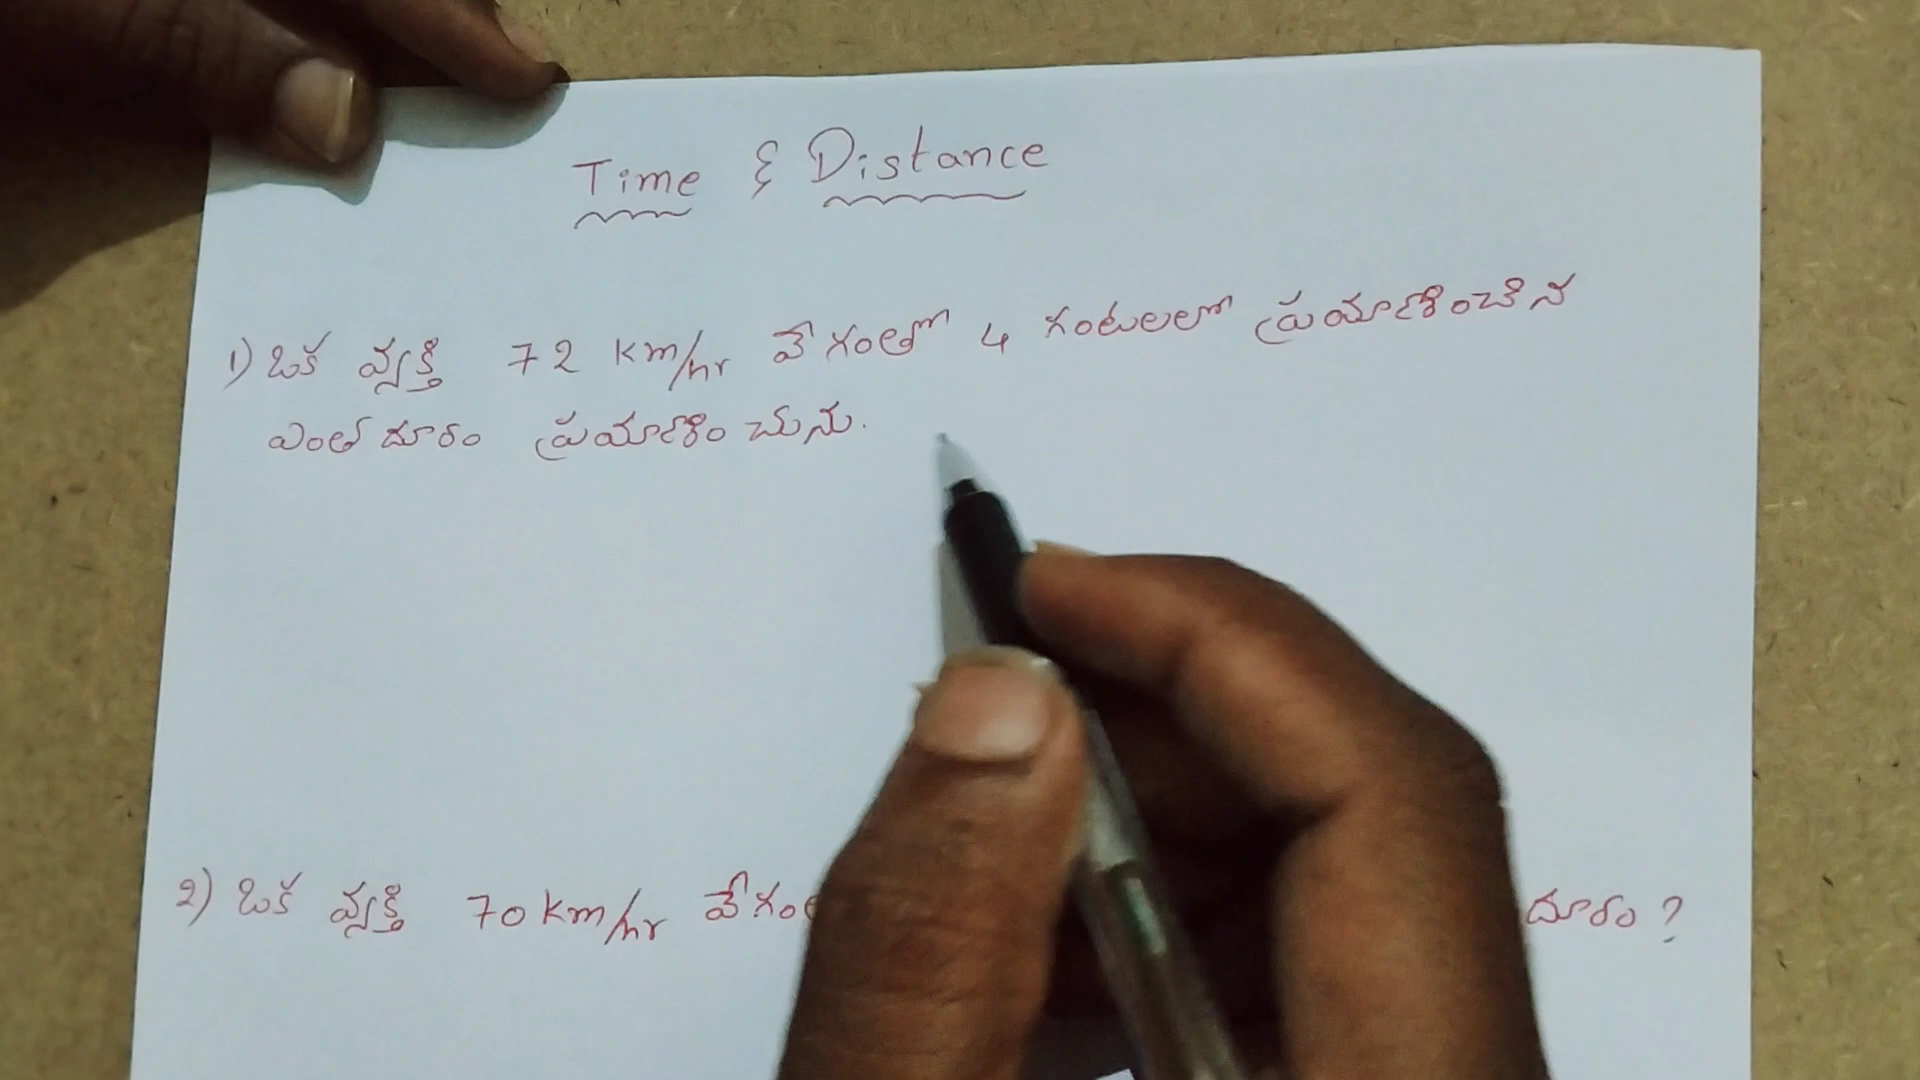 Time & Distance
1) ఒక వ్యక్తి 72 km/hr వేగంతో 4 గంటలలో ప్రయాణించిన
ఎంత దూరం ప్రయాణించును.
2) ఒక వ్యక్తి 70 km/hr దూరం ?